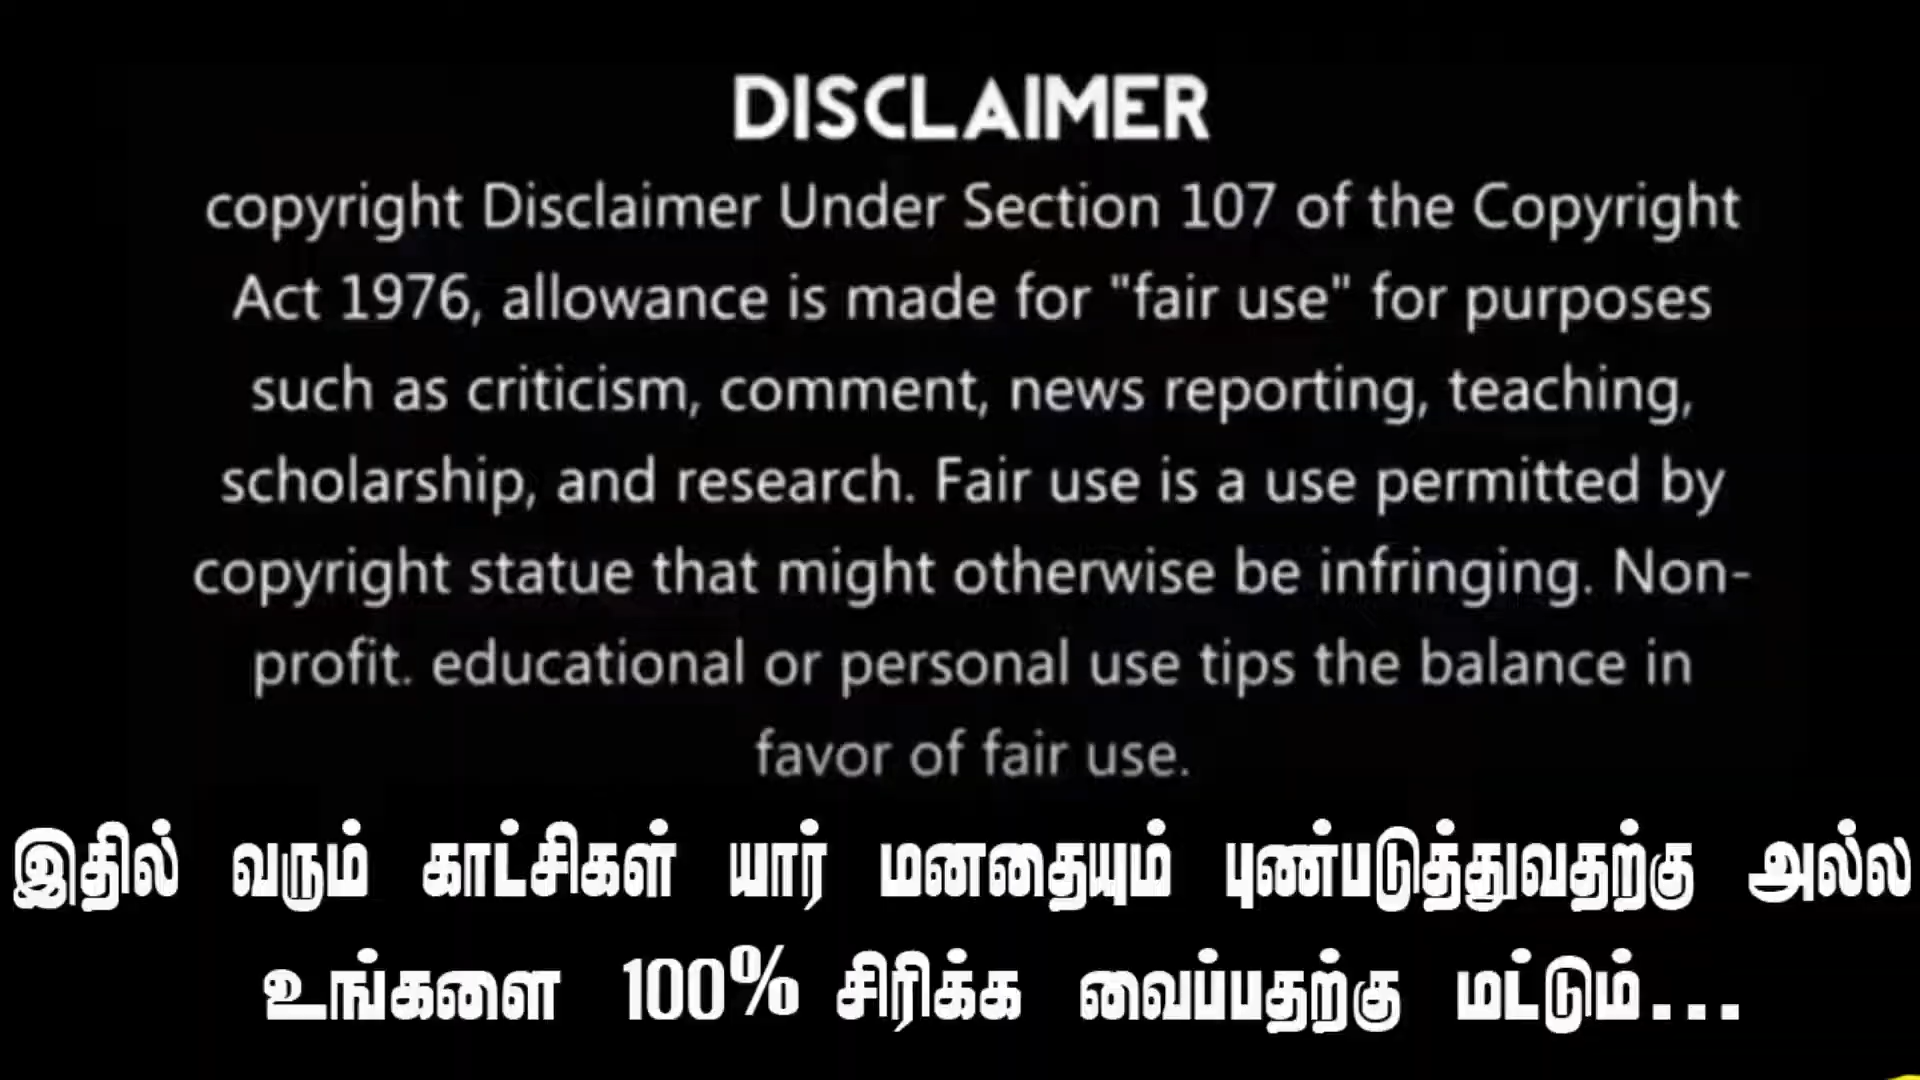 DISCLAIMER
copyright Disclaimer Under Section 107 of the Copyright
Act 1976, allowance is made for "fair use" for purposes
such as criticism, comment, news reporting, teaching,
scholarship, and research. Fair use is a use permitted by
copyright statue that might otherwise be infringing. Non-
profit. educational or personal use tips the balance in
favor of fair use.
இதில் வரும் காட்சிகள் யார் மனதையும் புண்படுத்துவதற்கு அல்ல
உங்களை 100% சிரிக்க வைப்பதற்கு மட்டும்...